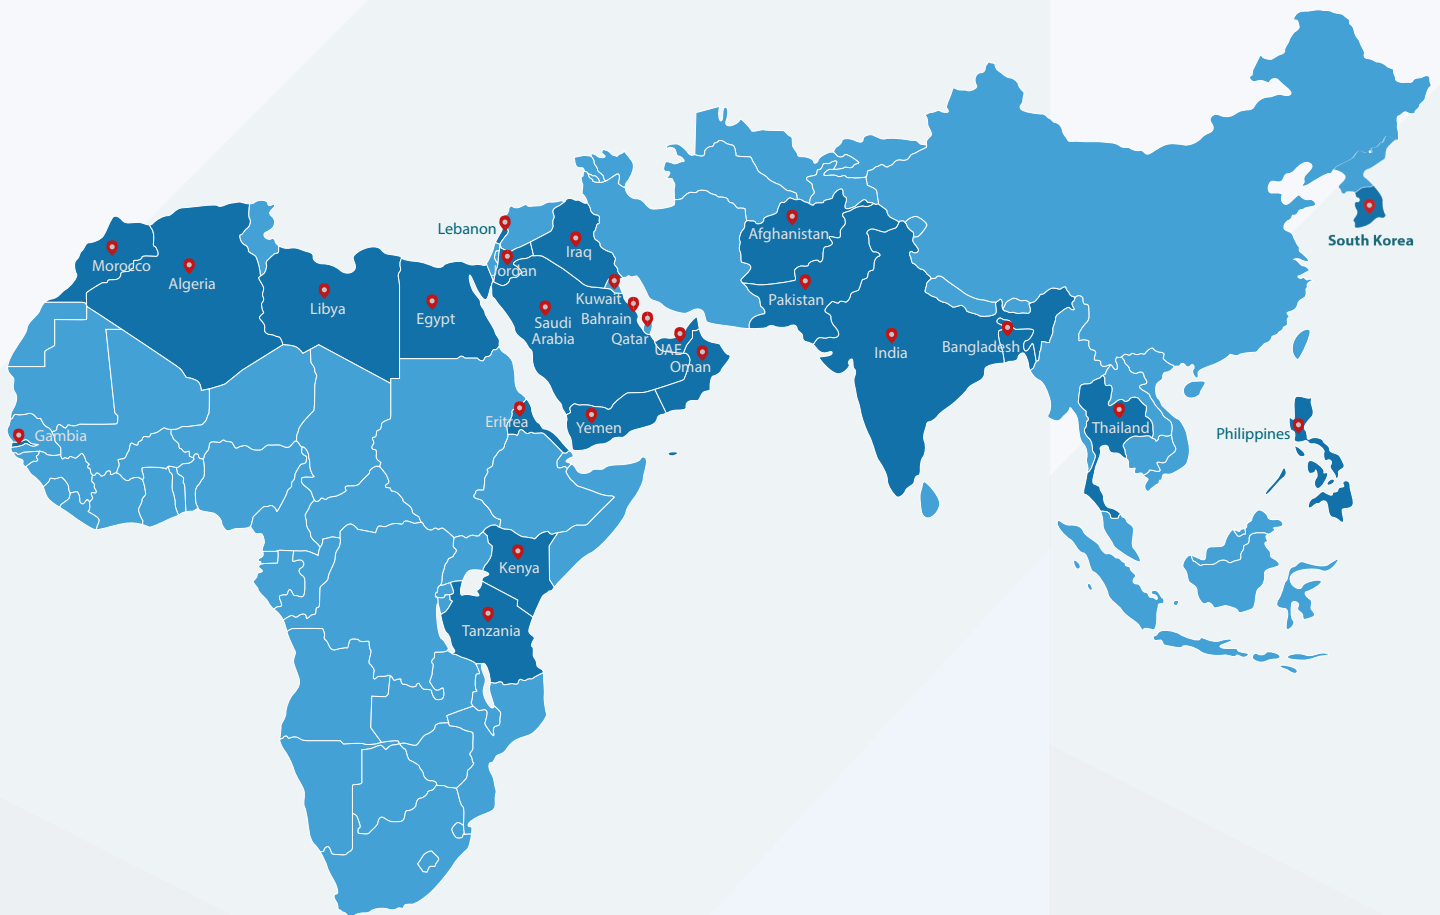 South Korea
Lebanon
Afghanistan
Iraq
Morocco
Jordan
Algeria
Kuwait
Pakistan
Libya
Egypt
Saudi
Arabia
Bahrain
Qatar
UAE
India
Bangladesh
Oman
Eritrea
Yemen
Thailand
Philippines
Gambia
Kenya
Tanzania